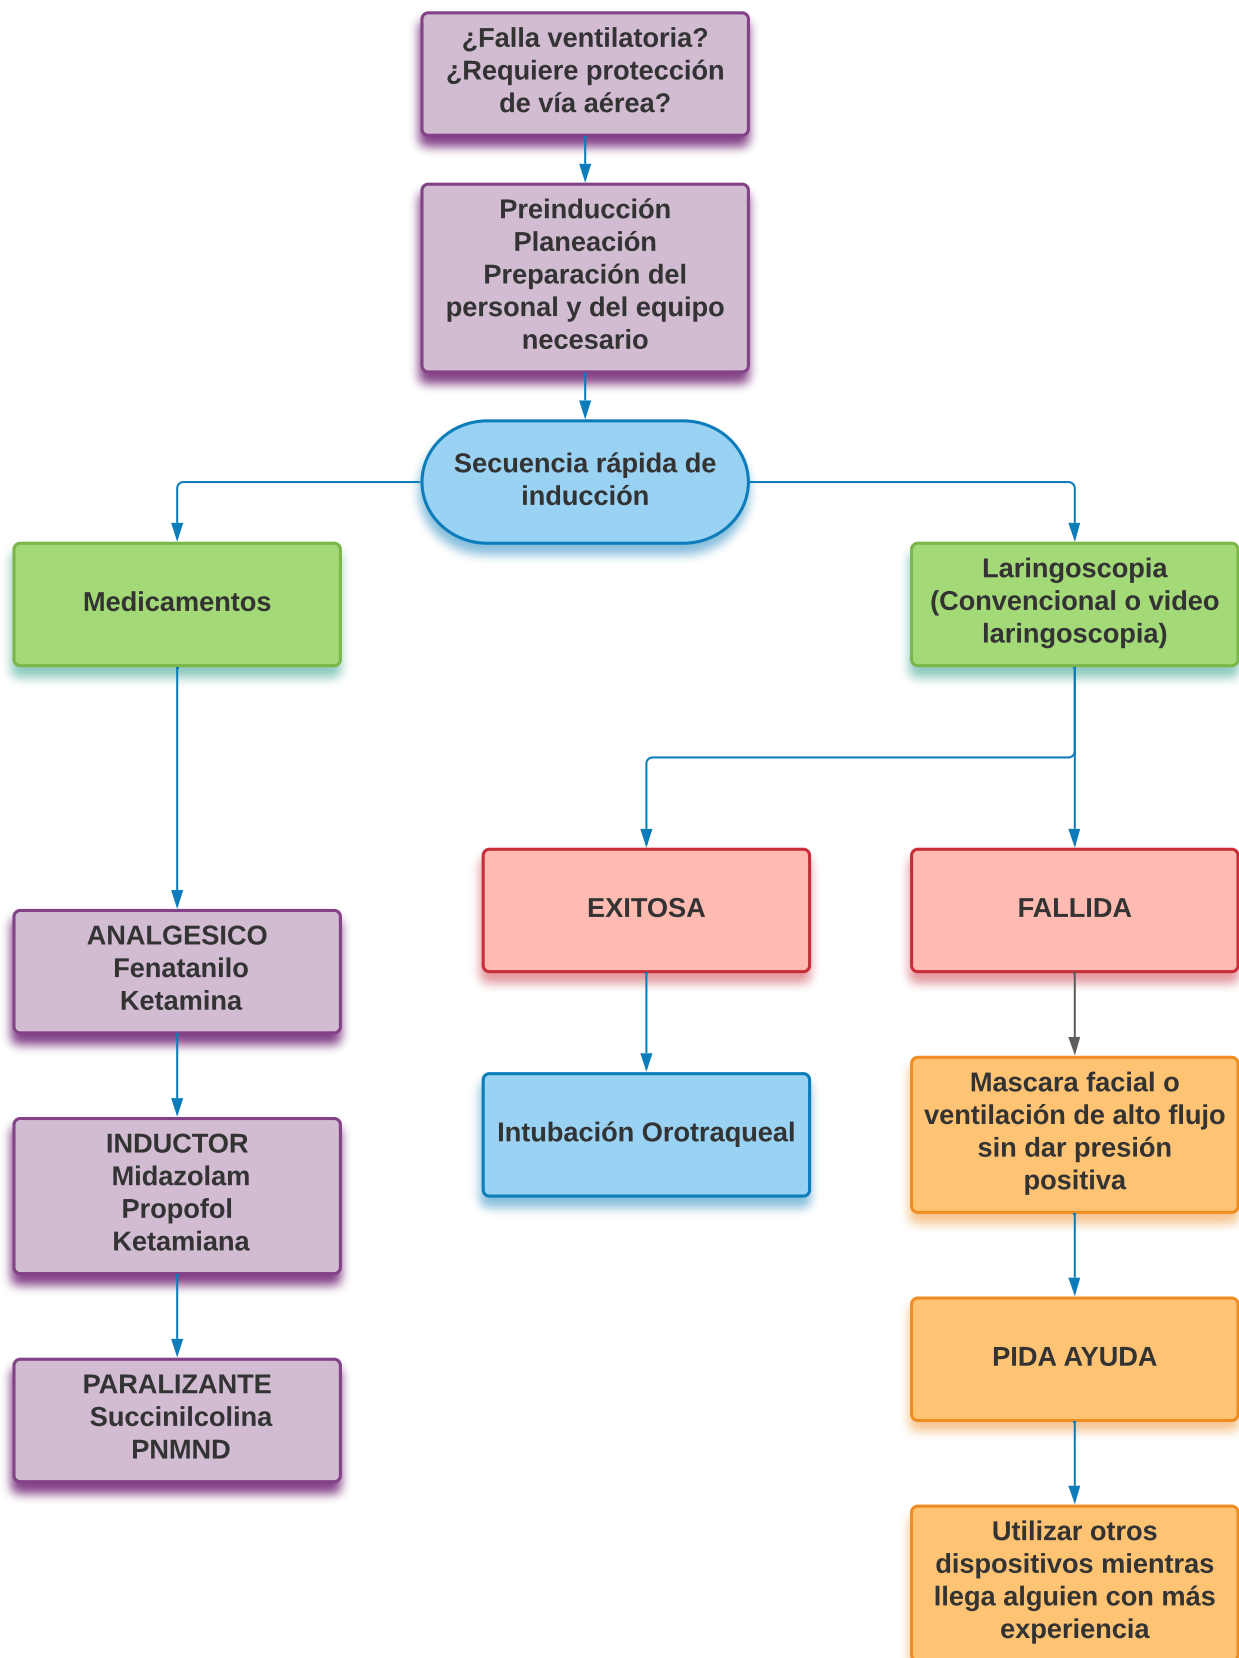 ¿Falla ventilatoria?
¿Requiere protección
de vía aérea?
Preinducción
Planeación
Preparación del
personal y del equipo
necesario
Secuencia rápida de
inducción
Medicamentos
Laringoscopia
(Convencional o video
laringoscopia)
EXITOSA
FALLIDA
ANALGESICO
Fenatanilo
Ketamina
Mascara facial o
ventilación de alto flujo
sin dar presión
positiva
Intubación Orotraqueal
INDUCTOR
Midazolam
Propofol
Ketamiana
PIDA AYUDA
PARALIZANTE
Succinilcolina
PNMND
Utilizar otros
dispositivos mientras
llega alguien con más
experiencia